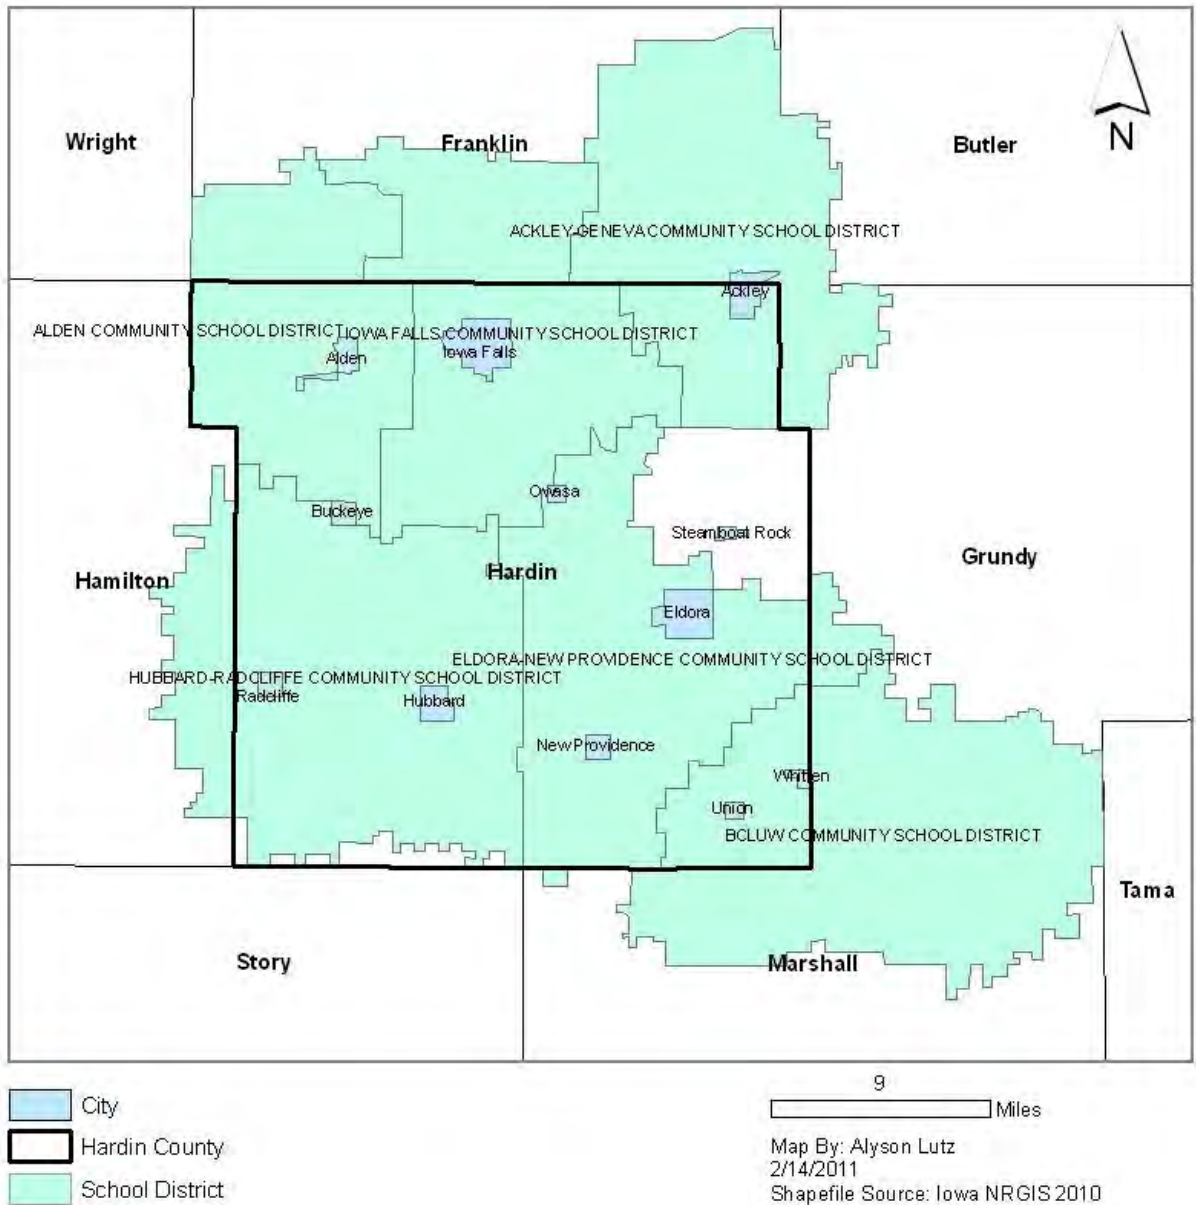 Wright
Franklin
Butler
N
ACKLEY-GENEVA COMMUNITY SCHOOL DISTRICT
Ackley
ALDEN COMMUNITY SCHOOL DISTRICT
IOWA FALLS COMMUNITY SCHOOL DISTRICT
Alden
Iowa Falls
Owasa
Buckeye
Steamboat Rock
Hamilton
Hardin
Grundy
Eldora
ELDORA-NEW PROVIDENCE COMMUNITY SCHOOL DISTRICT
HUBBARD-RADCLIFFE COMMUNITY SCHOOL DISTRICT
Radcliffe
Hubbard
New Providence
Whitten
Union
BCLUW COMMUNITY SCHOOL DISTRICT
Tama
Story
Marshall
City
Hardin County
School District
9
Miles
Map By: Alyson Lutz
2/14/2011
Shapefile Source: Iowa NRGIS 2010